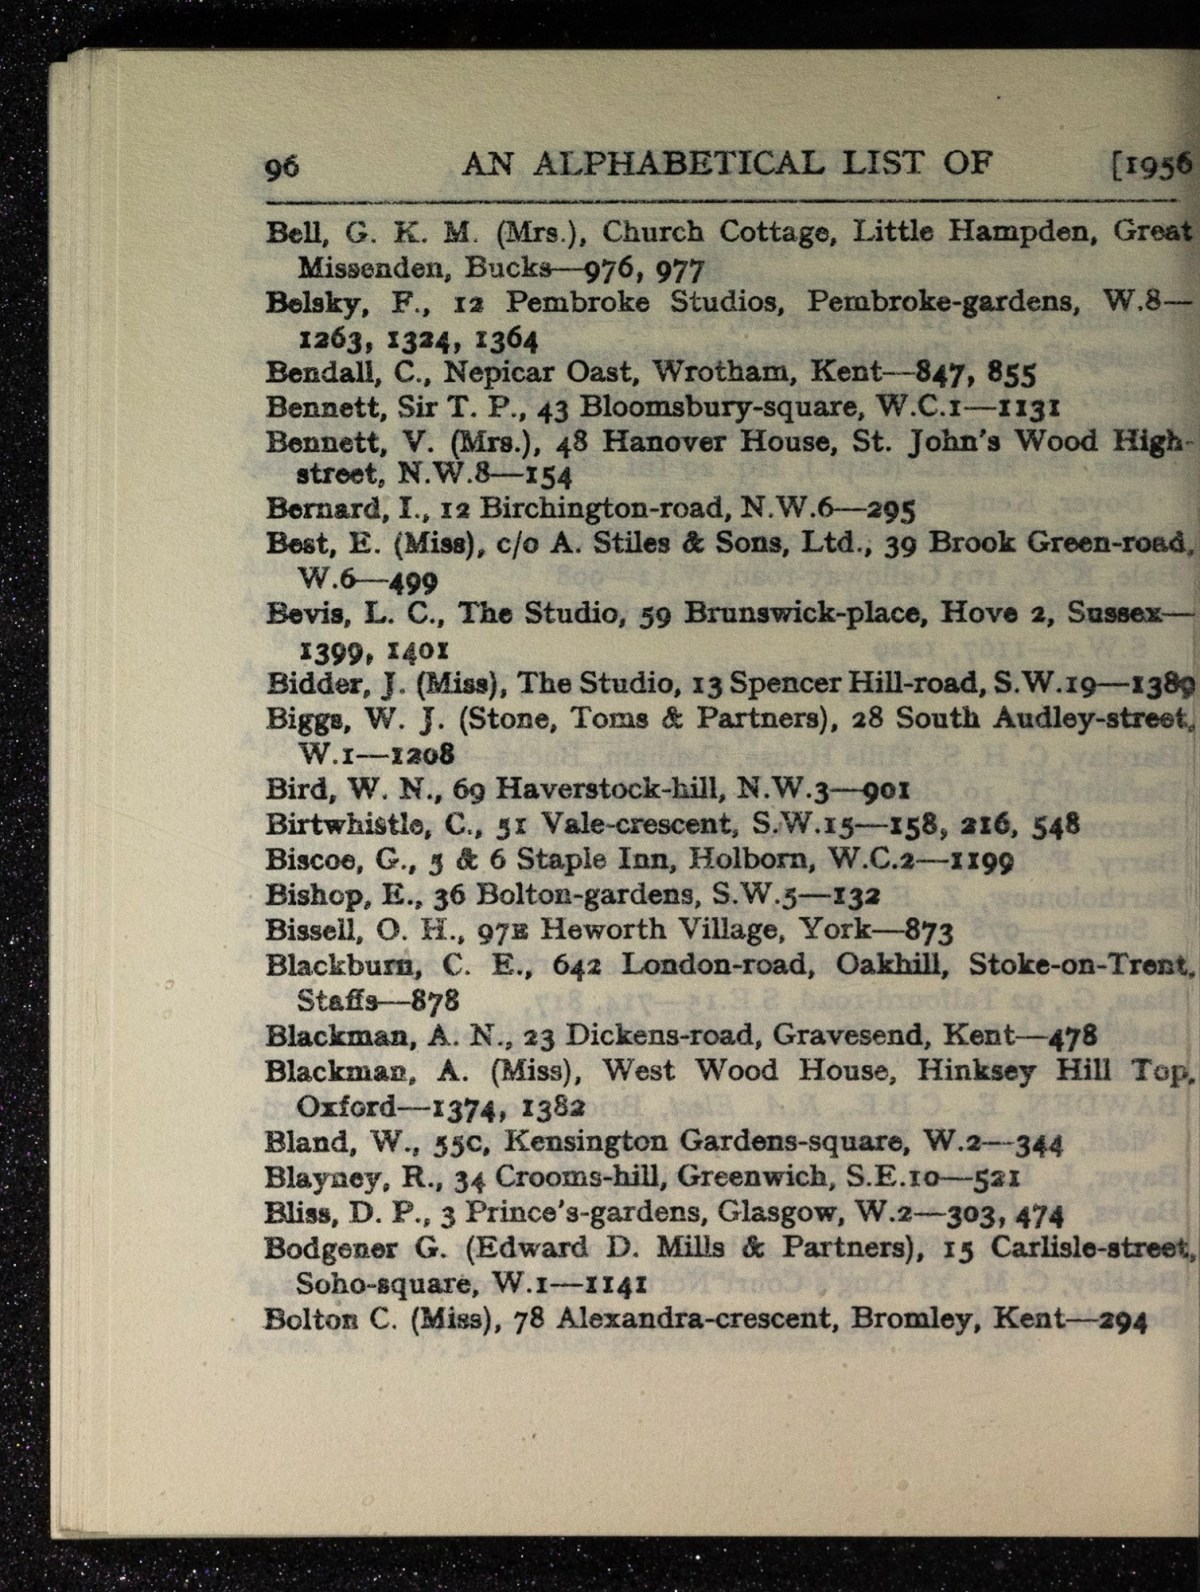 96 AN ALPHABETICAL LIST OF [1956
Bell, G. K. M. (Mrs.), Church Cottage, Little Hampden, Great
Missenden, Bucks—976, 977
Belsky, F., 12 Pembroke Studios, Pembroke-gardens, W.8—
1263, 1324, 1364
Bendall, C., Nepicar Oast, Wrotham, Kent—847, 855
Bennett, Sir T. P., 43 Bloomsbury-square, W.C.1—1131
Bennett, V. (Mrs.), 48 Hanover House, St. John's Wood High-
street, N.W.8—154
Bernard, I., 12 Birchington-road, N.W.6—295
Best, E. (Miss), c/o A. Stiles & Sons, Ltd., 39 Brook Green-road,
W.6—499
Bevis, L. C., The Studio, 59 Brunswick-place, Hove 2, Sussex—
1399, 1401
Bidder, J. (Miss), The Studio, 13 Spencer Hill-road, S.W.19—1389
Biggs, W. J. (Stone, Toms & Partners), 28 South Audley-street,
W.1—1208
Bird, W. N., 69 Haverstock-hill, N.W.3—901
Birtwhistle, C., 51 Vale-crescent, S.W.15—158, 216, 548
Biscoe, G., 5 & 6 Staple Inn, Holborn, W.C.2—1199
Bishop, E., 36 Bolton-gardens, S.W.5—132
Bissell, O. H., 97E Heworth Village, York—873
Blackburn, C. E., 642 London-road, Oakhill, Stoke-on-Trent,
Staffs—878
Blackman, A. N., 23 Dickens-road, Gravesend, Kent—478
Blackman, A. (Miss), West Wood House, Hinksey Hill Top,
Oxford—1374, 1382
Bland, W., 55C, Kensington Gardens-square, W.2—344
Blayney, R., 34 Crooms-hill, Greenwich, S.E.10—521
Bliss, D. P., 3 Prince's-gardens, Glasgow, W.2—303, 474
Bodgener G. (Edward D. Mills & Partners), 15 Carlisle-street,
Soho-square, W.1—1141
Bolton C. (Miss), 78 Alexandra-crescent, Bromley, Kent—294